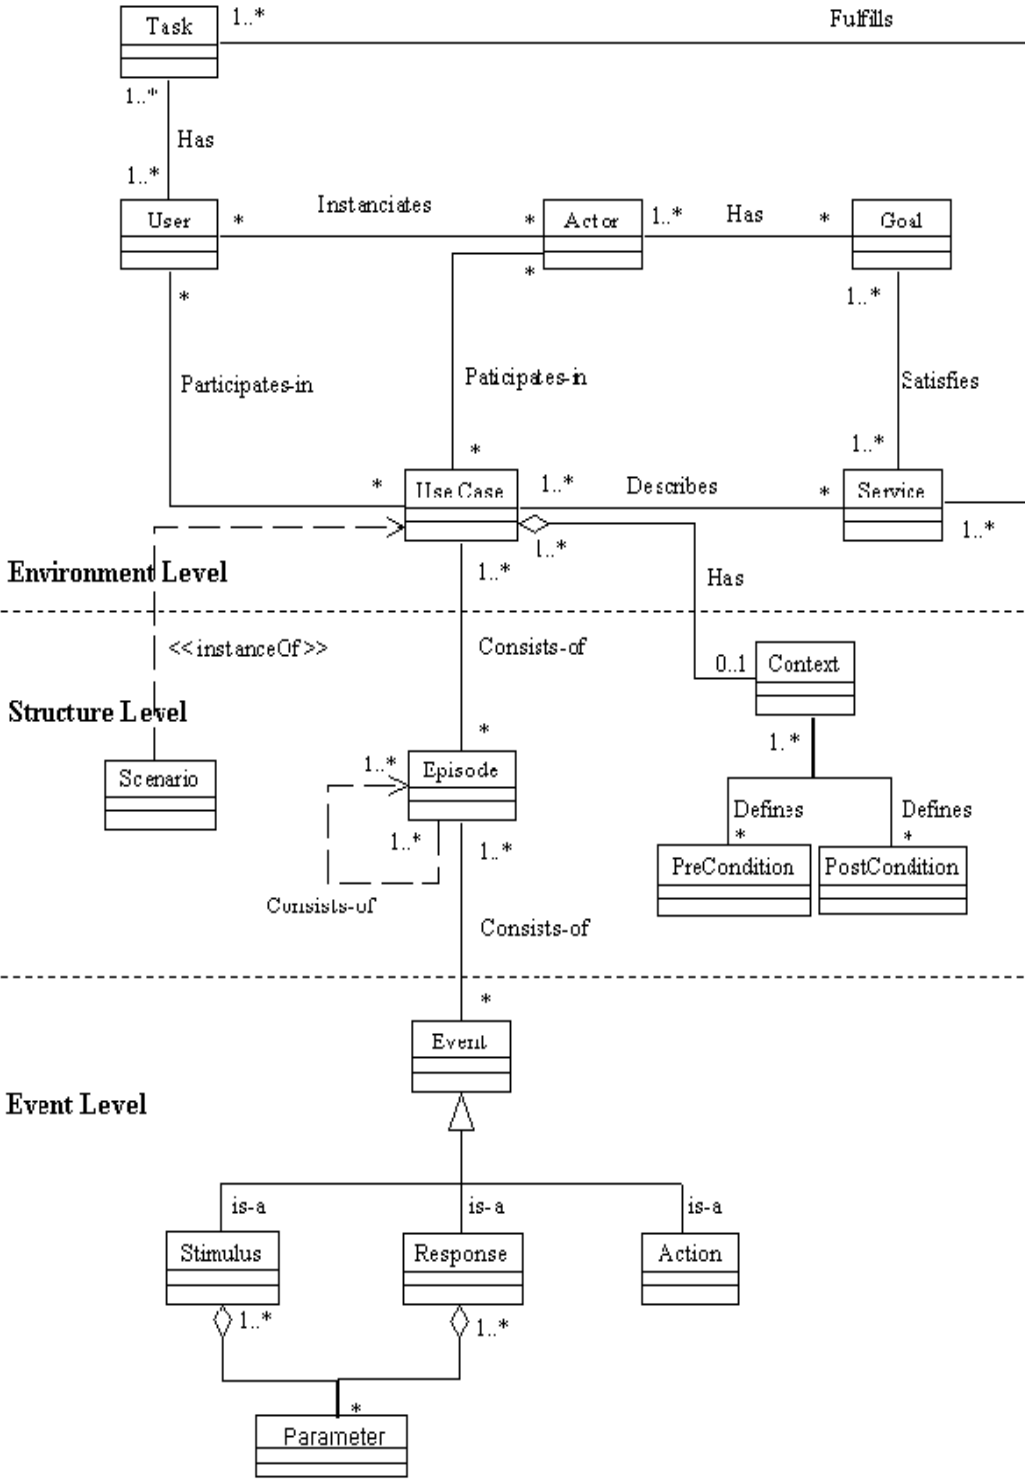 Task
1..*
Fulfills
1..*
Has
1..*
User
*
Instanciates
*
Actor
1..*
Has
*
Goal
*
*
1..*
Participates-in
Paticipates-in
Satisfies
*
1..*
*
Use Case
1..*
Describes
*
Service
1..*
1..*
Environment Level
1..*
Has
<<instanceOf>>
Consists-of
0..1
Context
Structure Level
*
1..*
Scenario
1..*
Episode
Defines
Defines
1..*
1..*
*
*
PreCondition
PostCondition
Consists-of
Consists-of
*
Event
Event Level
is-a
is-a
is-a
Stimulus
Response
Action
1..*
1..*
*
Parameter